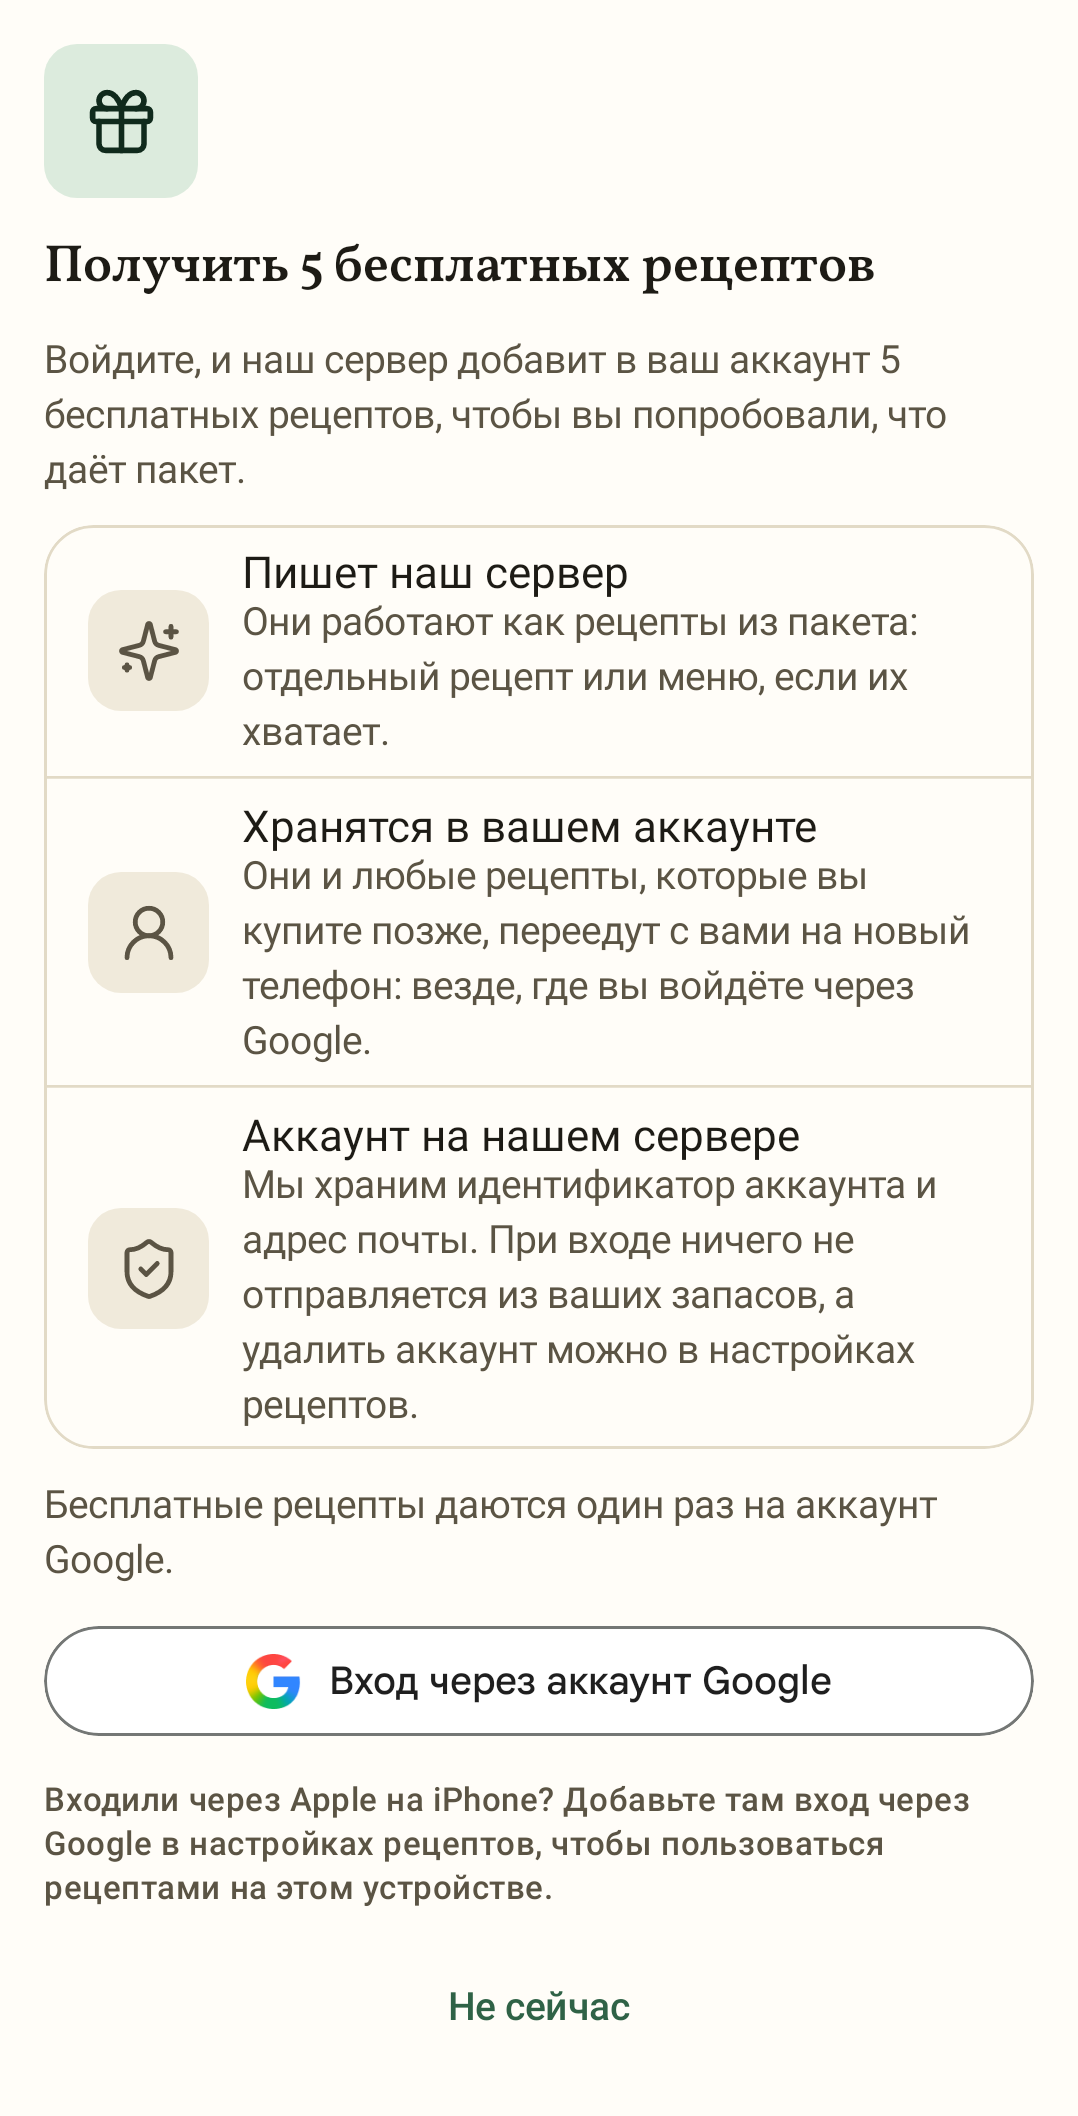 Получить 5 бесплатных рецептов
Войдите, и наш сервер добавит в ваш аккаунт 5
бесплатных рецептов, чтобы вы попробовали, что
даёт пакет.
Пишет наш сервер
Они работают как рецепты из пакета:
отдельный рецепт или меню, если их
хватает.
Хранятся в вашем аккаунте
Они и любые рецепты, которые вы
купите позже, переедут с вами на новый
телефон: везде, где вы войдёте через
Google.
Аккаунт на нашем сервере
Мы храним идентификатор аккаунта и
адрес почты. При входе ничего не
отправляется из ваших запасов, а
удалить аккаунт можно в настройках
рецептов.
Бесплатные рецепты даются один раз на аккаунт
Google.
Вход через аккаунт Google
Входили через Apple на iPhone? Добавьте там вход через
Google в настройках рецептов, чтобы пользоваться
рецептами на этом устройстве.
Не сейчас